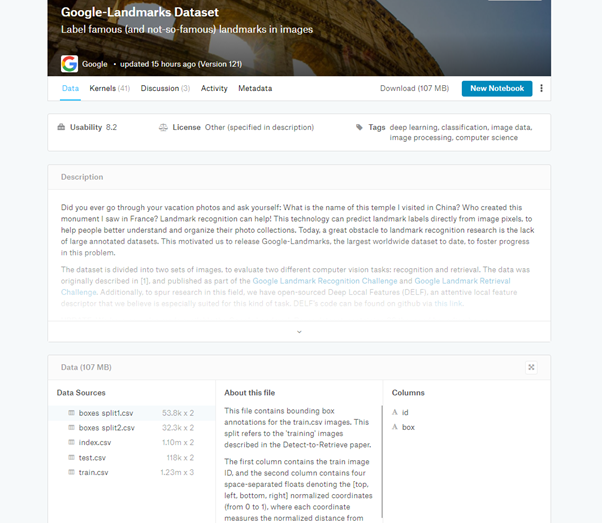 Google-Landmarks Dataset
Label famous (and not-so-famous) landmarks in images
Google • updated 15 hours ago (Version 121)
Data Kernels (41) Discussion (3) Activity Metadata Download (107 MB) New Notebook
Usability 8.2 License Other (specified in description) Tags deep learning, classification, image data,
image processing, computer science
Description
Did you ever go through your vacation photos and ask yourself: What is the name of this temple I visited in China? Who created this
monument I saw in France? Landmark recognition can help! This technology can predict landmark labels directly from image pixels, to
help people better understand and organize their photo collections. Today, a great obstacle to landmark recognition research is the lack
of large annotated datasets. This motivated us to release Google-Landmarks, the largest worldwide dataset to date, to foster progress
in this problem.
The dataset is divided into two sets of images, to evaluate two different computer vision tasks: recognition and retrieval. The data was
originally described in [1], and published as part of the Google Landmark Recognition Challenge and Google Landmark Retrieval
Challenge. Additionally, to spur research in this field, we have open-sourced Deep Local Features (DELF), an attentive local feature
descriptor that we believe is especially suited for this kind of task. DELF's code can be found on github via this link.
Data (107 MB)
Data Sources
boxes split1.csv 53.8k x 2
boxes split2.csv 32.3k x 2
index.csv 1.10m x 2
test.csv 118k x 2
train.csv 1.23m x 3
About this file
This file contains bounding box
annotations for the train.csv images. This
split refers to the 'training' images
described in the Detect-to-Retrieve paper.
The first column contains the train image
ID, and the second column contains four
space-separated floats denoting the [top,
left, bottom, right] normalized coordinates
(from 0 to 1), where each coordinate
measures the normalized distance from
Columns
A id
A box